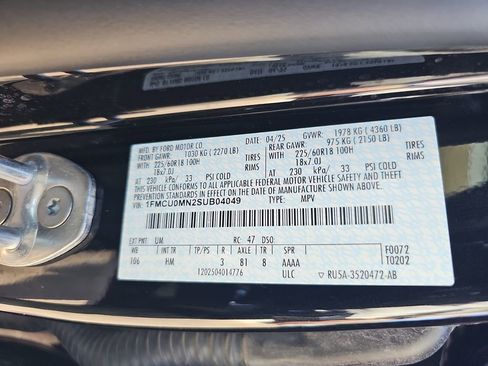 MFD. BY FORD MOTOR CO. 04/25 GVWR: 1978 KG ( 4360 LB)
FRONT GAWR: 1030 KG ( 2270 LB) REAR GAWR: 975 KG ( 2150 LB)
225/60R18 100H TIRES WITH 225/60R18 100H TIRES
18x7.0J RIMS 18x7.0J RIMS
AT 230 kPa/ 33 PSI COLD AT 230 kPa/ 33 PSI COLD
THIS VEHICLE CONFORMS TO ALL APPLICABLE FEDERAL MOTOR VEHICLE SAFETY AND THEFT
PREVENTION STANDARDS IN EFFECT ON THE DATE OF MANUFACTURE SHOWN ABOVE.
VIN: 1FMCU0MN2SUB04049 TYPE: MPV
EXT PNT: UM RC: 47 DSO:
WB INT TR TP/PS R AXLE TR SPR F0072
106 HM 3 81 8 AAAA T0202
1202504014776 ULC RU5A-3520472-AB